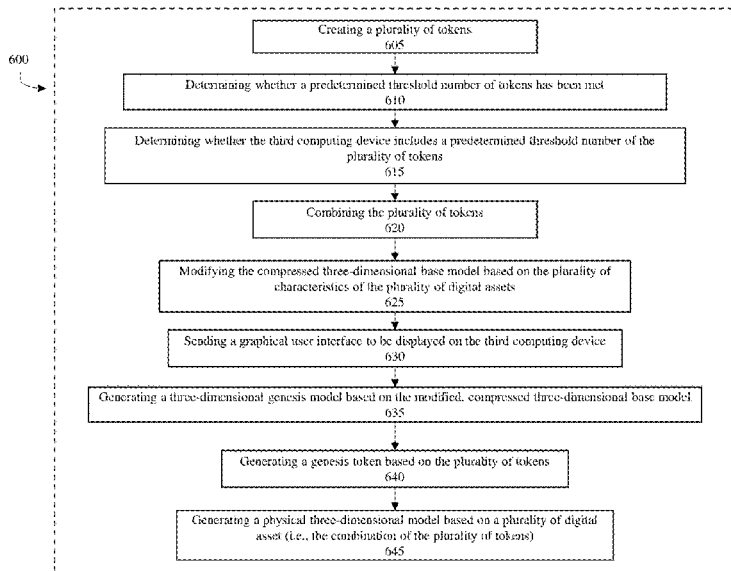 600
Creating a plurality of tokens
605
Determining whether a predetermined threshold number of tokens has been met
610
Determining whether the third computing device includes a predetermined threshold number of the
plurality of tokens
615
Combining the plurality of tokens
620
Modifying the compressed three-dimensional base model based on the plurality of
characteristics of the plurality of digital assets
625
Sending a graphical user interface to be displayed on the third computing device
630
Generating a three-dimensional genesis model based on the modified, compressed three-dimensional base model.
635
Generating a genesis token based on the plurality of tokens
640
Generating a physical three-dimensional model based on a plurality of digital
asset (i.e., the combination of the plurality of tokens)
645